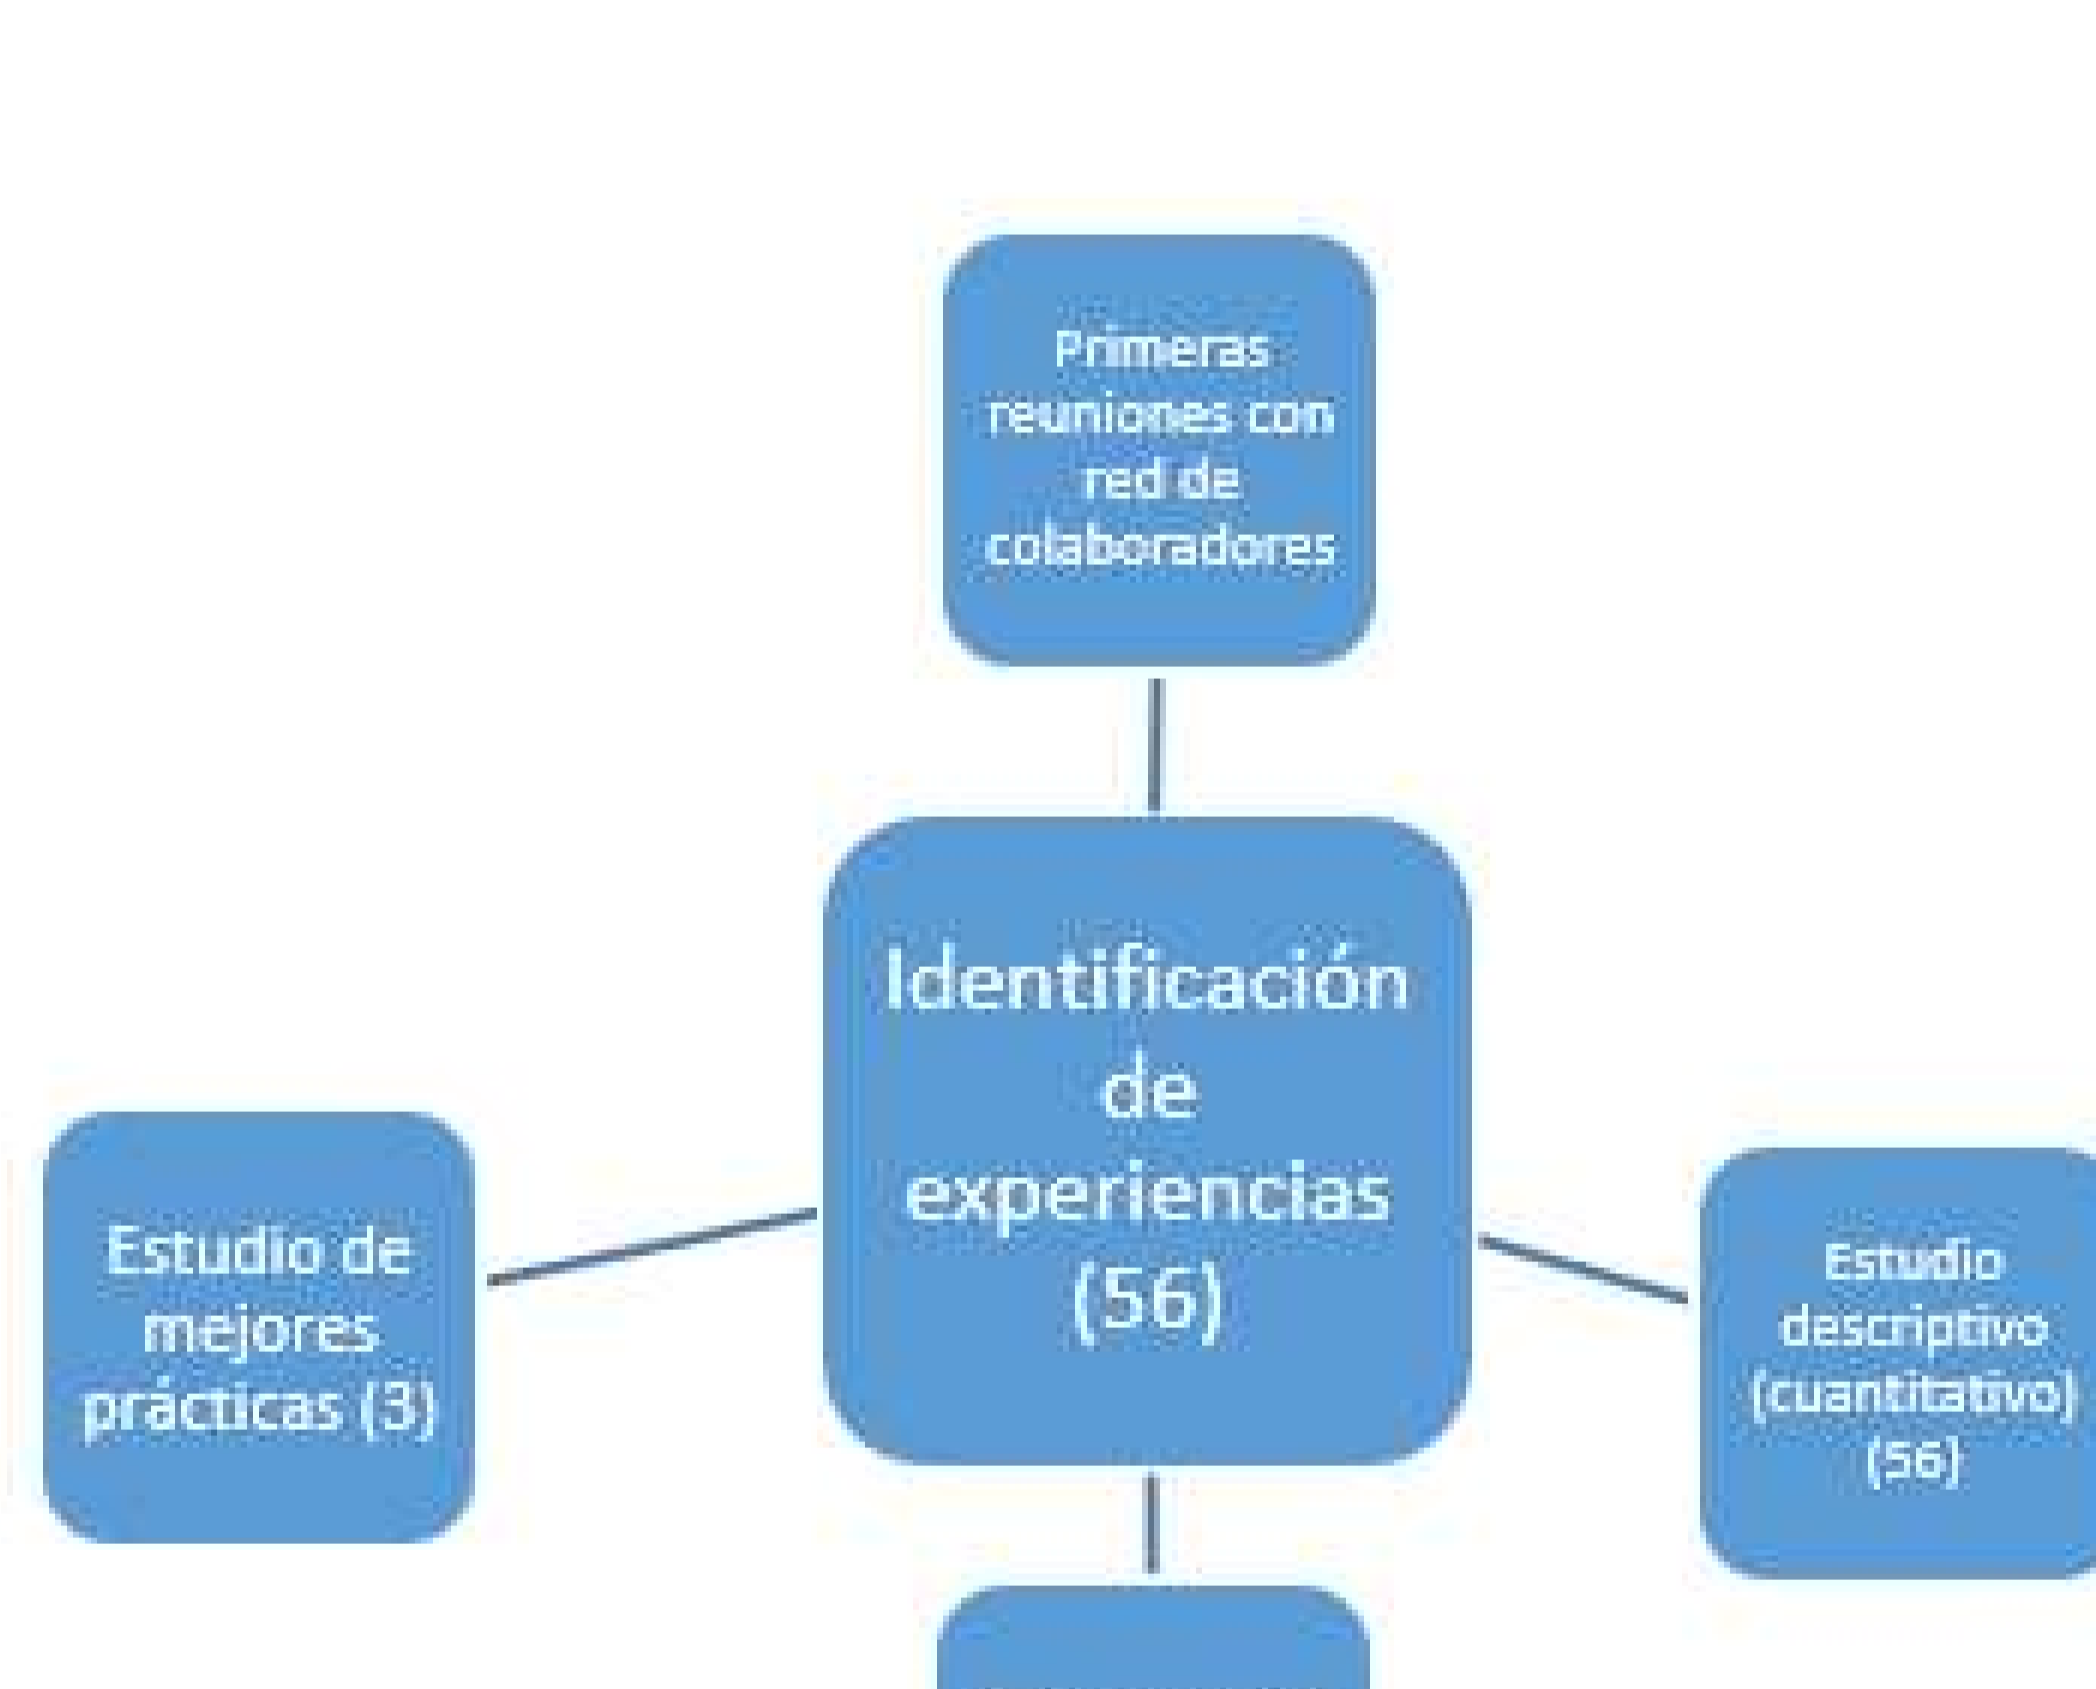 Primeras
reuniones con
red de
colaboradores
Identificación
de
experiencias
(56)
Estudio de
mejores
prácticas (3)
Estudio
descriptivo
(cuantitativo)
(56)